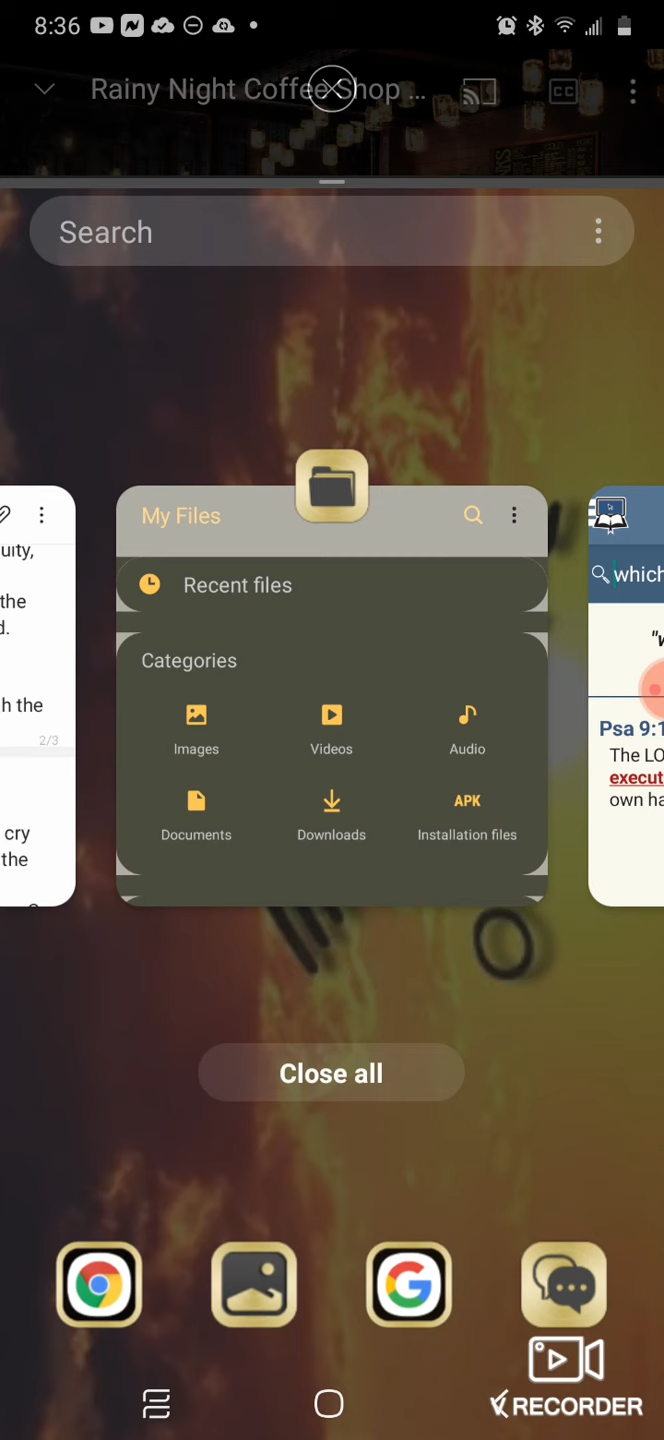 8:36
Rainy Night Coffee Shop ...
CC
Search
My Files
Recent files
Categories
Images
Videos
Audio
APK
Documents
Downloads
Installation files
Close all
the
h the
2/3
cry
the
which
Psa 9:1
The LO
execut
own ha
RECORDER